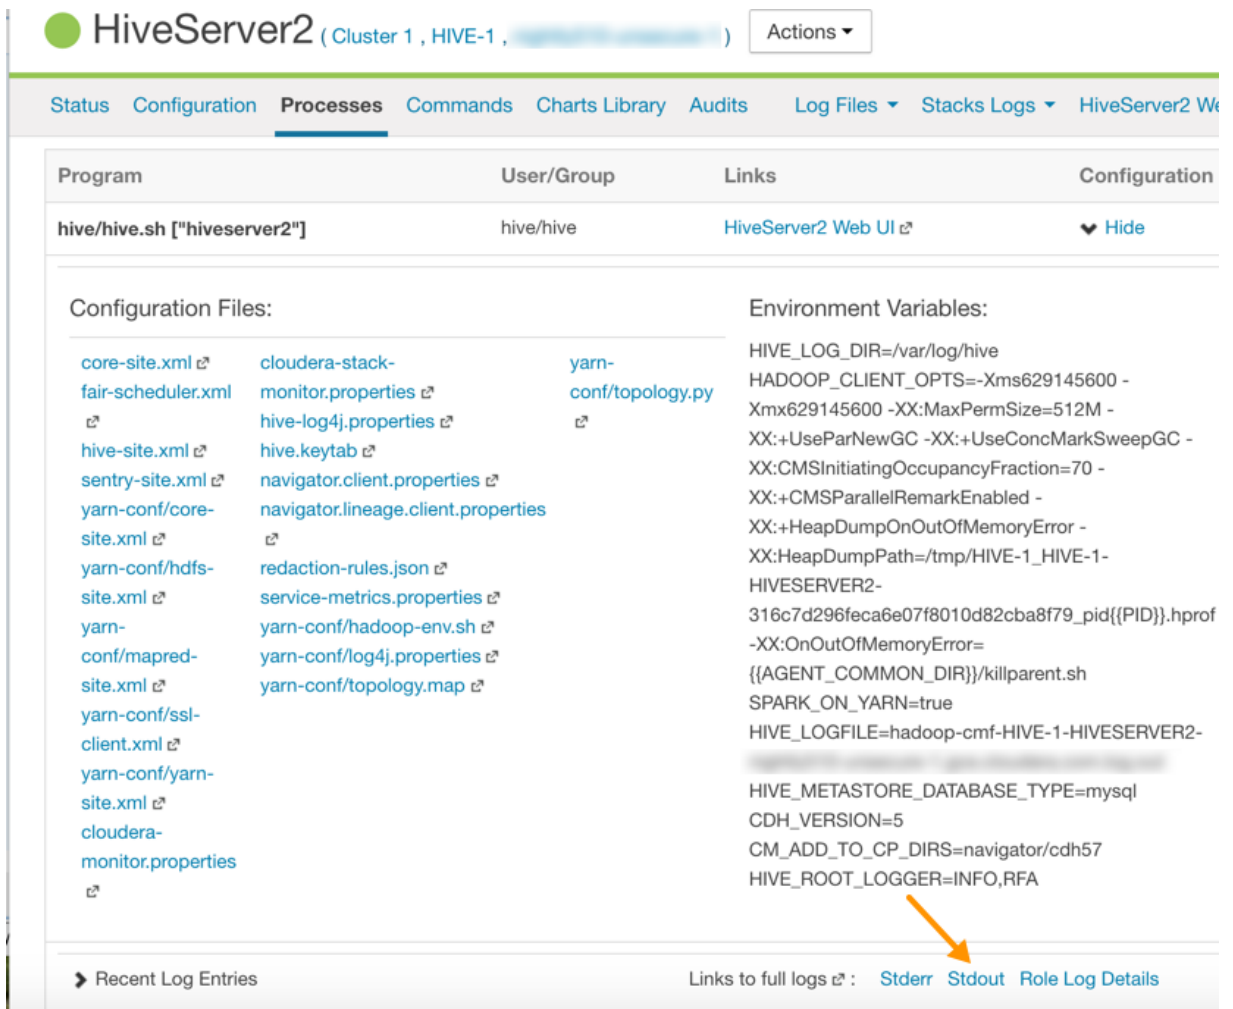 HiveServer2 ( Cluster 1 , HIVE-1 , ) Actions
Status Configuration Processes Commands Charts Library Audits Log Files Stacks Logs HiveServer2 We
Program User/Group Links Configuration
hive/hive.sh ["hiveserver2"] hive/hive HiveServer2 Web UI Hide
Configuration Files:
core-site.xml
fair-scheduler.xml
hive-site.xml
sentry-site.xml
yarn-conf/core-
site.xml
yarn-conf/hdfs-
site.xml
yarn-
conf/mapred-
site.xml
yarn-conf/ssl-
client.xml
yarn-conf/yarn-
site.xml
cloudera-
monitor.properties
cloudera-stack-
monitor.properties
hive-log4j.properties
hive.keytab
navigator.client.properties
navigator.lineage.client.properties
redaction-rules.json
service-metrics.properties
yarn-conf/hadoop-env.sh
yarn-conf/log4j.properties
yarn-conf/topology.map
yarn-
conf/topology.py
Environment Variables:
HIVE_LOG_DIR=/var/log/hive
HADOOP_CLIENT_OPTS=-Xms629145600 -
Xmx629145600 -XX:MaxPermSize=512M -
XX:+UseParNewGC -XX:+UseConcMarkSweepGC -
XX:CMSInitiatingOccupancyFraction=70 -
XX:+CMSParallelRemarkEnabled -
XX:+HeapDumpOnOutOfMemoryError -
XX:HeapDumpPath=/tmp/HIVE-1_HIVE-1-
HIVESERVER2-
316c7d296feca6e07f8010d82cba8f79_pid{{PID}}.hprof
-XX:OnOutOfMemoryError=
{{AGENT_COMMON_DIR}}/killparent.sh
SPARK_ON_YARN=true
HIVE_LOGFILE=hadoop-cmf-HIVE-1-HIVESERVER2-
HIVE_METASTORE_DATABASE_TYPE=mysql
CDH_VERSION=5
CM_ADD_TO_CP_DIRS=navigator/cdh57
HIVE_ROOT_LOGGER=INFO,RFA
Recent Log Entries Links to full logs : Stderr Stdout Role Log Details